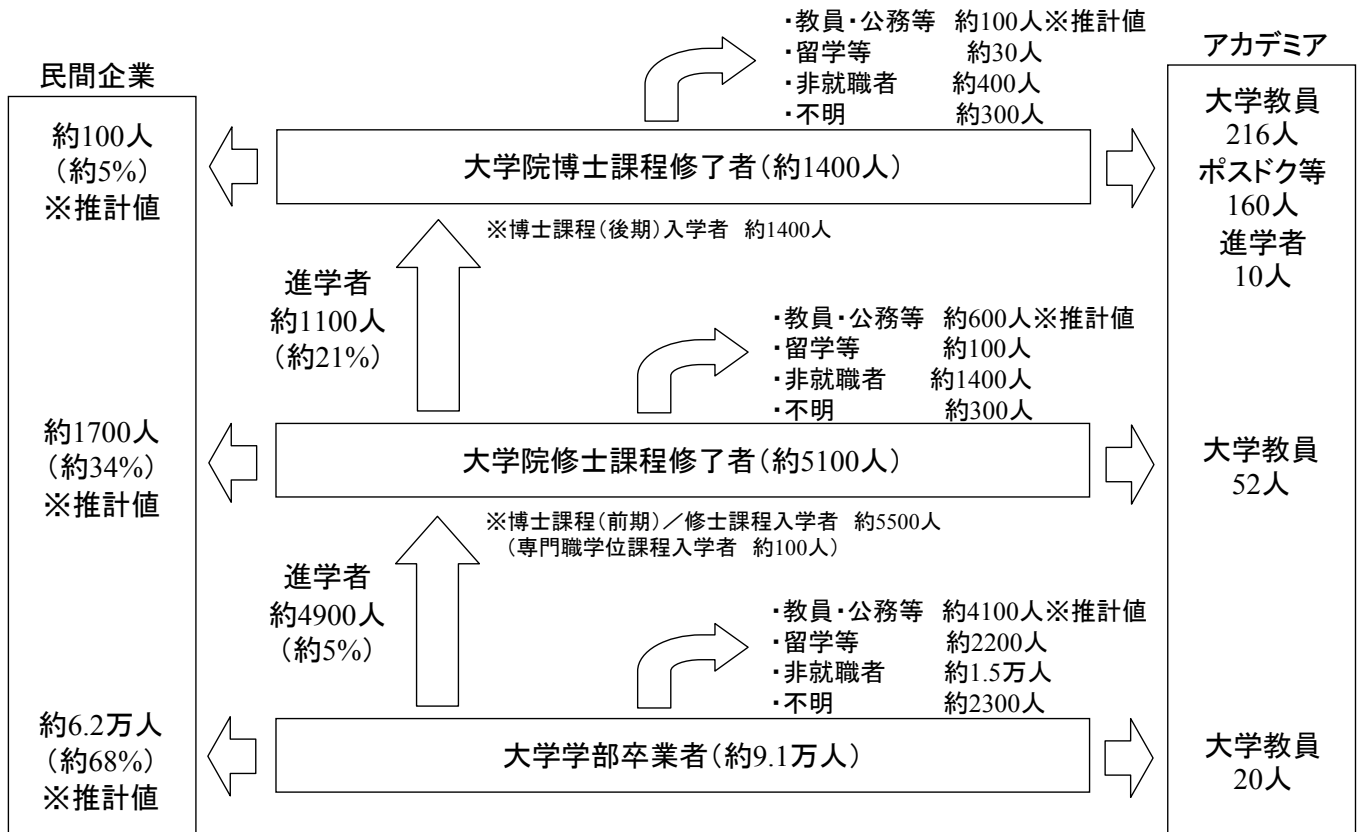 ・教員・公務等 約100人※推計値
・留学等 約30人
・非就職者 約400人
・不明 約300人
民間企業
アカデミア
約100人
(約5%)
※推計値
大学院博士課程修了者(約1400人)
大学教員
216人
ポスドク等
160人
進学者
10人
※博士課程(後期)入学者 約1400人
進学者
約1100人
(約21%)
・教員・公務等 約600人※推計値
・留学等 約100人
・非就職者 約1400人
・不明 約300人
約1700人
(約34%)
※推計値
大学院修士課程修了者(約5100人)
大学教員
52人
※博士課程(前期)/修士課程入学者 約5500人
(専門職学位課程入学者 約100人)
進学者
約4900人
(約5%)
・教員・公務等 約4100人※推計値
・留学等 約2200人
・非就職者 約1.5万人
・不明 約2300人
約6.2万人
(約68%)
※推計値
大学学部卒業者(約9.1万人)
大学教員
20人